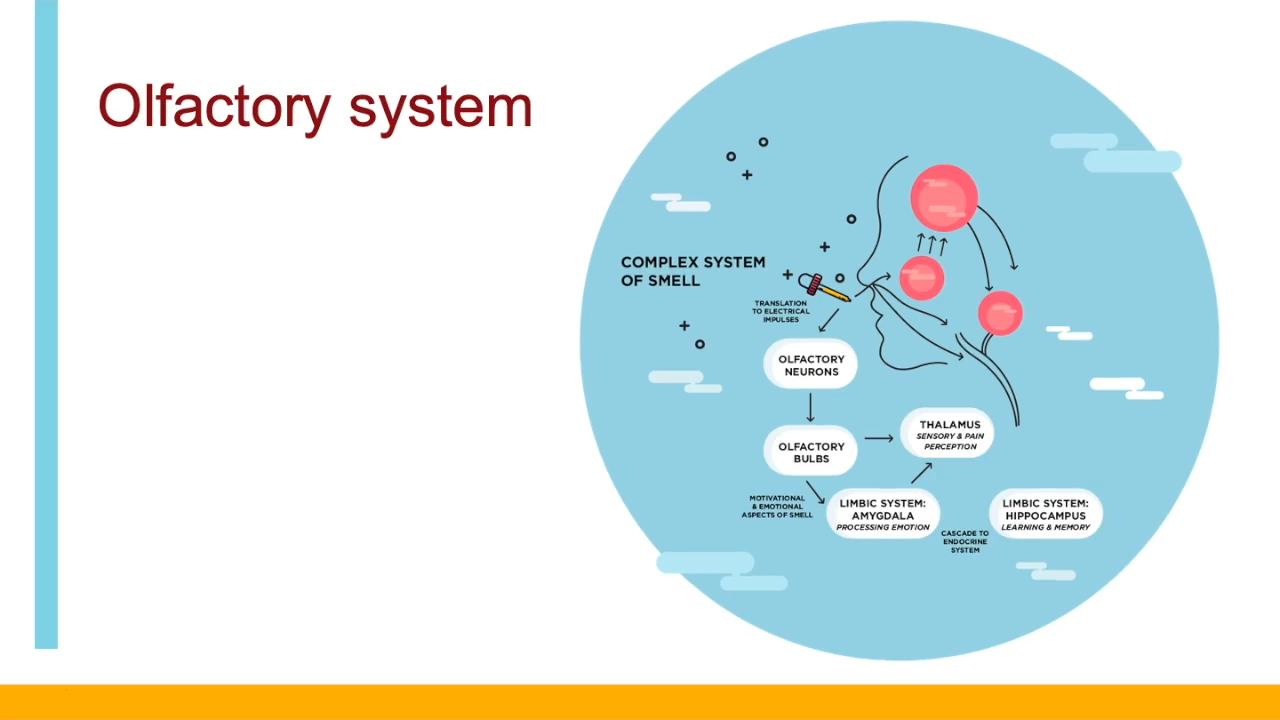 Olfactory system
COMPLEX SYSTEM
OF SMELL
TRANSLATION
TO ELECTRICAL
IMPULSES
OLFACTORY
NEURONS
OLFACTORY
BULBS
THALAMUS
SENSORY & PAIN
PERCEPTION
MOTIVATIONAL
& EMOTIONAL
ASPECTS OF SMELL
LIMBIC SYSTEM:
AMYGDALA
PROCESSING EMOTION
CASCADE TO
ENDOCRINE
SYSTEM
LIMBIC SYSTEM:
HIPPOCAMPUS
LEARNING & MEMORY